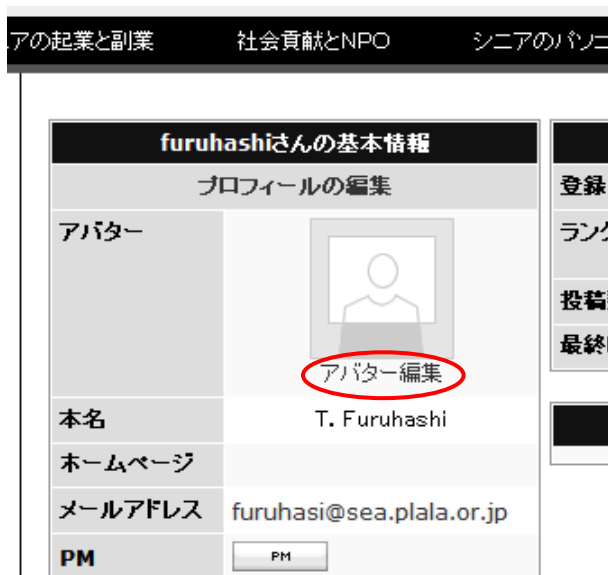 アの起業と副業 社会貢献とNPO シニアのパソコ
furuhashiさんの基本情報
プロフィールの編集
登録
アバター
ラン
投稿
最終
アバター編集
本名 T. Furuhashi
ホームページ
メールアドレス furuhasi@sea.plala.or.jp
PM PM